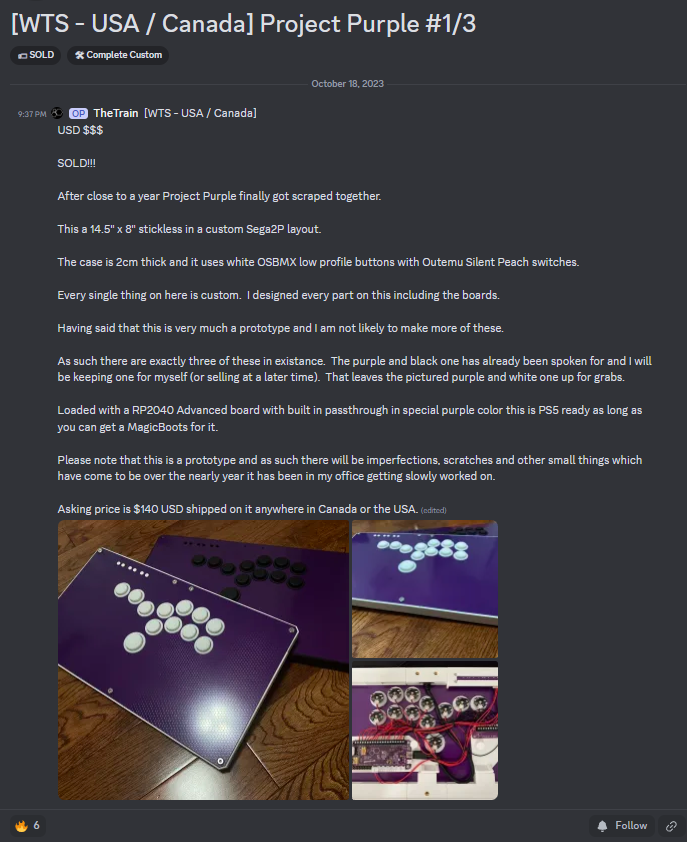 [WTS - USA / Canada] Project Purple #1/3
SOLD
Complete Custom
October 18, 2023
9:37 PM OP TheTrain [WTS - USA / Canada]
USD $$$
SOLD!!!
After close to a year Project Purple finally got scraped together.
This a 14.5" x 8" stickless in a custom Sega2P layout.
The case is 2cm thick and it uses white OSBMX low profile buttons with Outemu Silent Peach switches.
Every single thing on here is custom.  I designed every part on this including the boards.
Having said that this is very much a prototype and I am not likely to make more of these.
As such there are exactly three of these in existance.  The purple and black one has already been spoken for and I will
be keeping one for myself (or selling at a later time).  That leaves the pictured purple and white one up for grabs.
Loaded with a RP2040 Advanced board with built in passthrough in special purple color this is PS5 ready as long as
you can get a MagicBoots for it.
Please note that this is a prototype and as such there will be imperfections, scratches and other small things which
have come to be over the nearly year it has been in my office getting slowly worked on.
Asking price is $140 USD shipped on it anywhere in Canada or the USA. (edited)
6
Follow